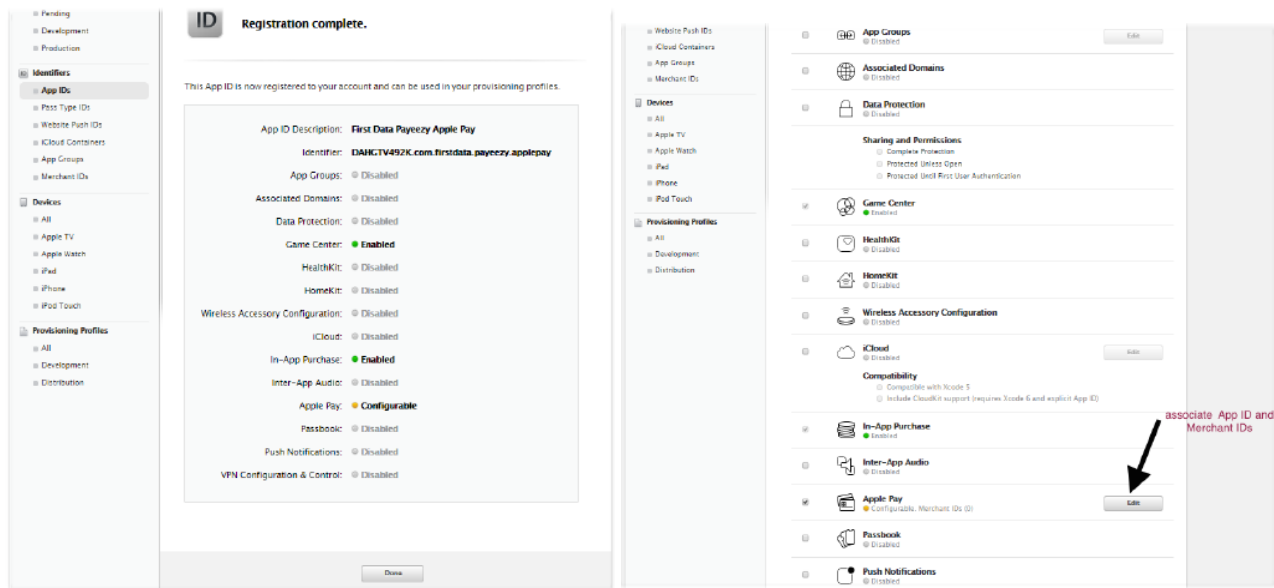 Pending
Development
Production
Identifiers
App IDs
Pass Type IDs
Website Push IDs
iCloud Containers
App Groups
Merchant IDs
Devices
All
Apple TV
Apple Watch
iPad
iPhone
iPod Touch
Provisioning Profiles
All
Development
Distribution
ID
Registration complete.
This App ID is now registered to your account and can be used in your provisioning profiles.
App ID Description: First Data Payeezy Apple Pay
Identifier: DAHGTV492K.com.firstdata.payeezy.applepay
App Groups: Disabled
Associated Domains: Disabled
Data Protection: Disabled
Game Center: Enabled
HealthKit: Disabled
HomeKit: Disabled
Wireless Accessory Configuration: Disabled
iCloud: Disabled
In-App Purchase: Enabled
Inter-App Audio: Disabled
Apple Pay: Configurable
Passbook: Disabled
Push Notifications: Disabled
VPN Configuration & Control: Disabled
Done
Website Push IDs
iCloud Containers
App Groups
Merchant IDs
Devices
All
Apple TV
Apple Watch
iPad
iPhone
iPod Touch
Provisioning Profiles
All
Development
Distribution
App Groups
Disabled
Edit
Associated Domains
Disabled
Data Protection
Disabled
Sharing and Permissions
Complete Protection
Protected Unless Open
Protected Until First User Authentication
Game Center
Enabled
HealthKit
Disabled
HomeKit
Disabled
Wireless Accessory Configuration
Disabled
iCloud
Disabled
Edit
Compatibility
Compatible with Xcode 5
Include CloudKit support (requires Xcode 6 and explicit App ID)
In-App Purchase
Enabled
associate App ID and
Merchant IDs
Inter-App Audio
Disabled
Apple Pay
Configurable, Merchant IDs (0)
Edit
Passbook
Disabled
Push Notifications
Disabled